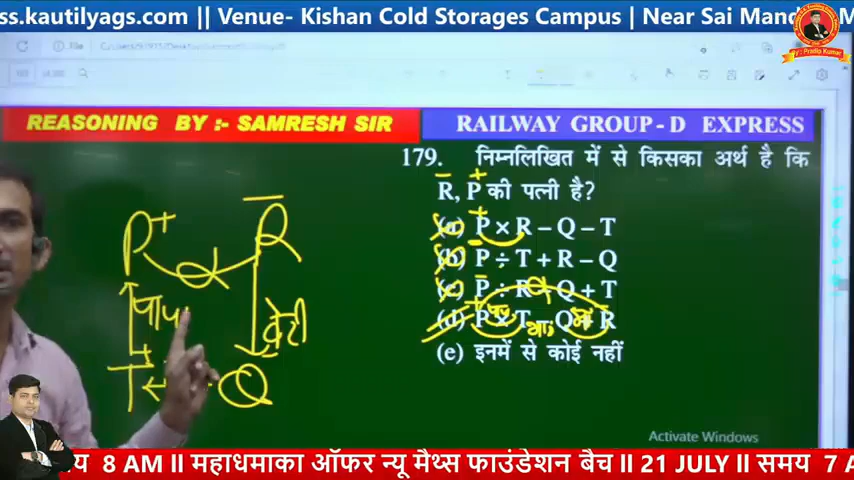 ss.kautilyags.com || Venue- Kishan Cold Storages Campus | Near Sai Mand
Pradip Kumar
REASONING BY :- SAMRESH SIR
RAILWAY GROUP - D EXPRESS
179. निम्नलिखित में से किसका अर्थ है कि
R, P की पत्नी है?
(a) P × R – Q – T
(b) P ÷ T + R – Q
(c) P ÷ R – Q + T
(d) P × T – Q + R
(e) इनमें से कोई नहीं
P+ R
बेटी
T Q
Activate Windows
य 8 AM II महाधमाका ऑफर न्यू मैथ्स फाउंडेशन बैच II 21 JULY II समय 7 A